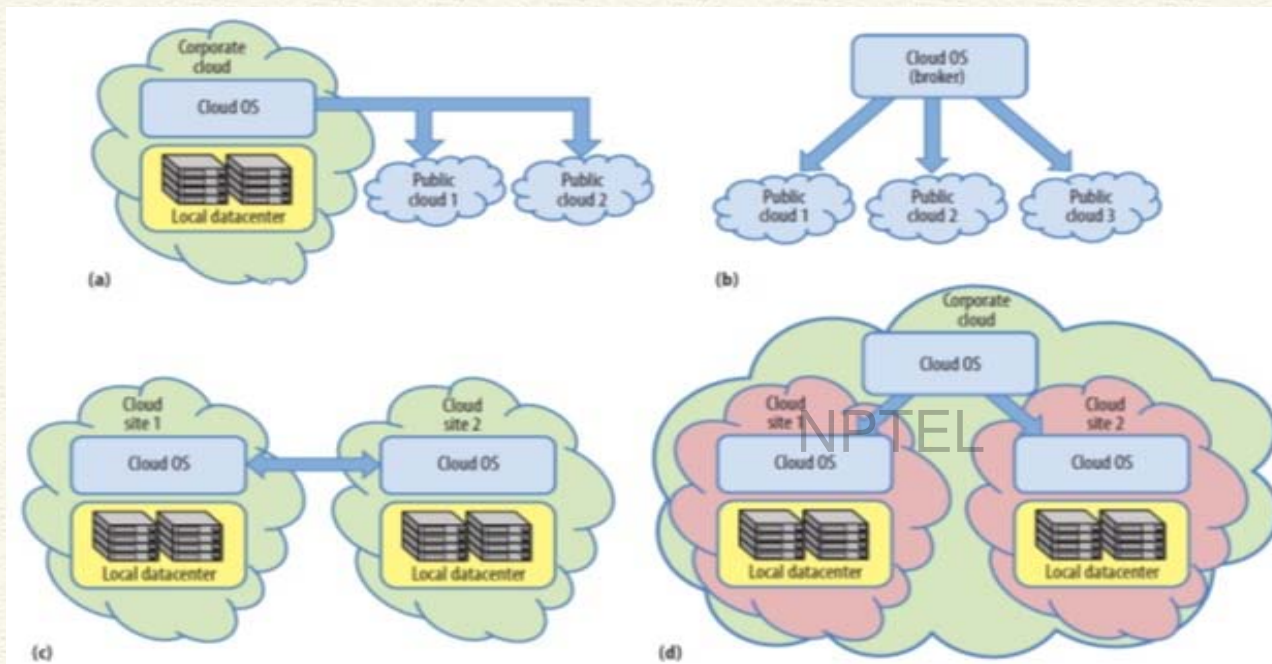 Corporate
cloud
Cloud OS
Local datacenter
Public
cloud 1
Public
cloud 2
(a)
Cloud OS
(broker)
Public
cloud 1
Public
cloud 2
Public
cloud 3
(b)
Cloud
site 1
Cloud OS
Local datacenter
Cloud
site 2
Cloud OS
Local datacenter
(c)
Corporate
cloud
Cloud OS
Cloud
site 1
Cloud OS
Local datacenter
NPTEL
Cloud
site 2
Cloud OS
Local datacenter
(d)